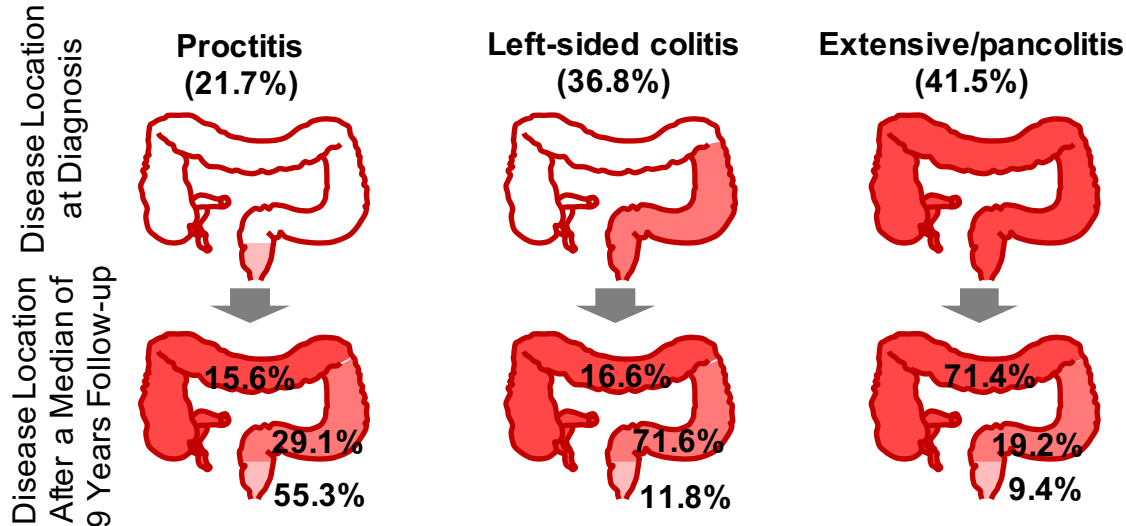 Disease Location
at Diagnosis
Proctitis
(21.7%)
Left-sided colitis
(36.8%)
Extensive/pancolitis
(41.5%)
Disease Location
After a Median of
9 Years Follow-up
15.6%
29.1%
55.3%
16.6%
71.6%
11.8%
71.4%
19.2%
9.4%